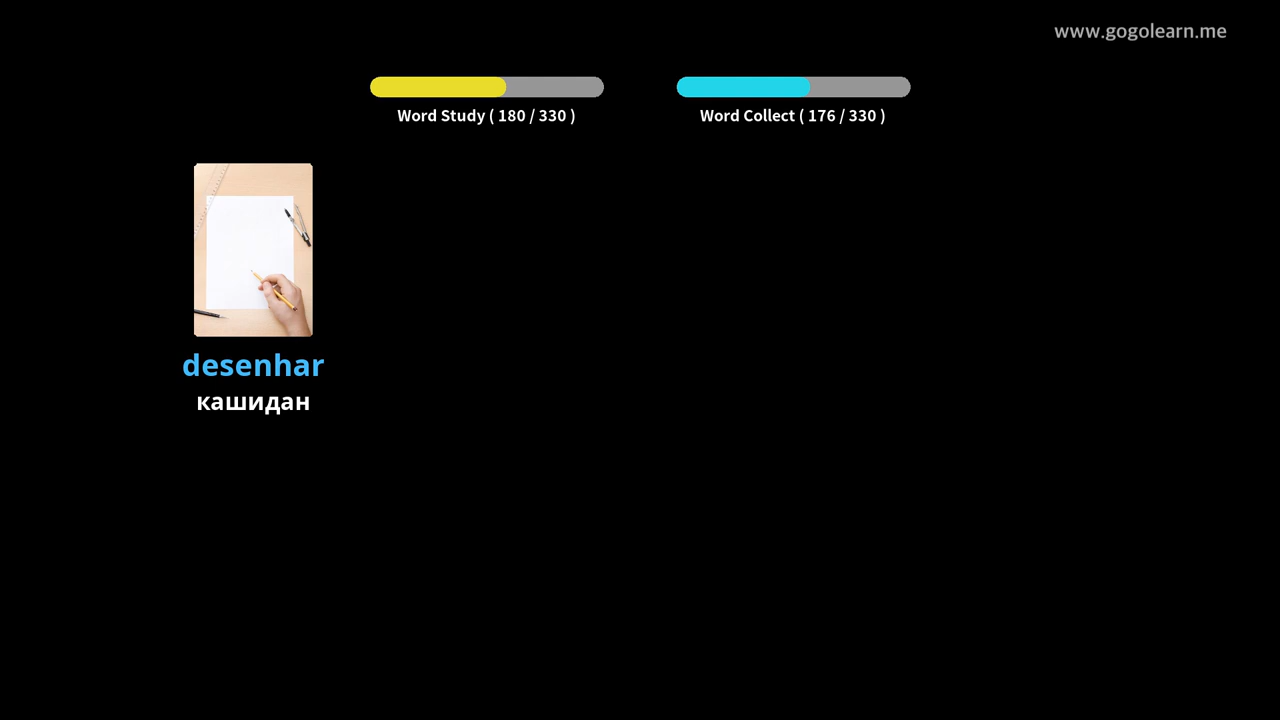 www.gogolearn.me
Word Study ( 180 / 330 )
Word Collect ( 176 / 330 )
desenhar
кашидан